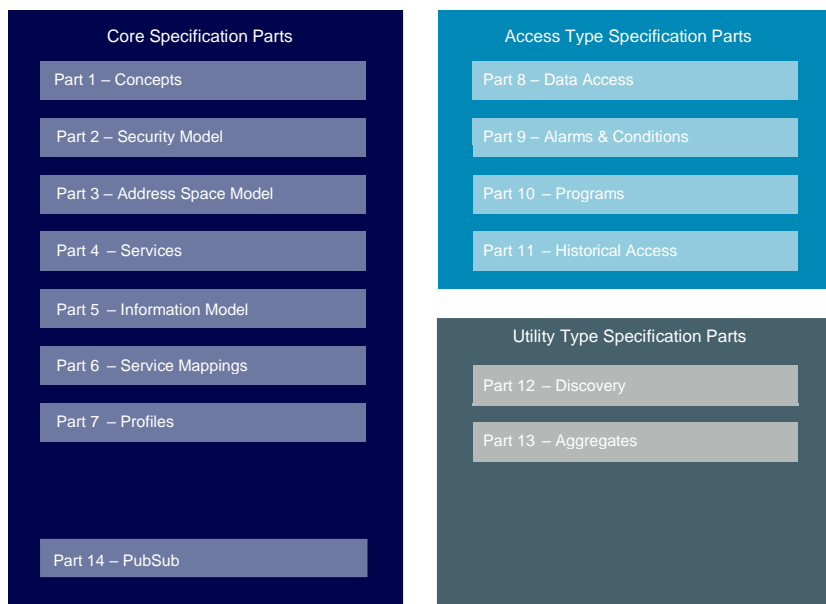 Core Specification Parts
Part 1 – Concepts
Part 2 – Security Model
Part 3 – Address Space Model
Part 4 – Services
Part 5 – Information Model
Part 6 – Service Mappings
Part 7 – Profiles
Part 14 – PubSub
Access Type Specification Parts
Part 8 – Data Access
Part 9 – Alarms & Conditions
Part 10 – Programs
Part 11 – Historical Access
Utility Type Specification Parts
Part 12 – Discovery
Part 13 – Aggregates